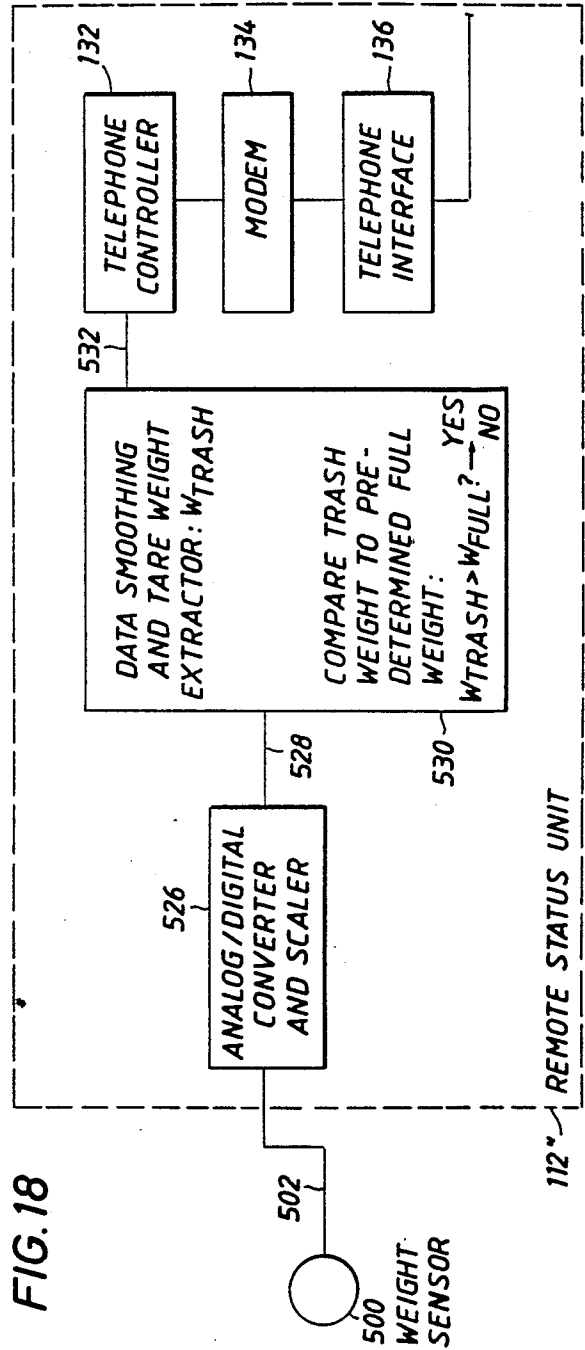 FIG.18
500
WEIGHT
SENSOR
502
112" REMOTE STATUS UNIT
526
ANALOG/DIGITAL
CONVERTER
AND SCALER
528
530
DATA SMOOTHING
AND TARE WEIGHT
EXTRACTOR: WTRASH
COMPARE TRASH
WEIGHT TO PRE-
DETERMINED FULL
WEIGHT:
WTRASH>WFULL? → YES
NO
532
TELEPHONE
CONTROLLER
132
MODEM
134
TELEPHONE
INTERFACE
136